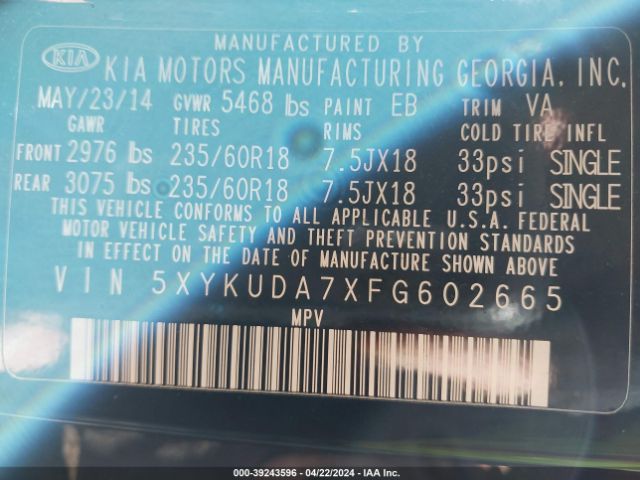 MANUFACTURED BY
KIA KIA MOTORS MANUFACTURING GEORGIA, INC.
MAY/23/14 GVWR 5468 lbs PAINT EB TRIM VA
GAWR TIRES RIMS COLD TIRE INFL
FRONT 2976 lbs 235/60R18 7.5JX18 33psi SINGLE
REAR 3075 lbs 235/60R18 7.5JX18 33psi SINGLE
THIS VEHICLE CONFORMS TO ALL APPLICABLE U.S.A. FEDERAL
MOTOR VEHICLE SAFETY AND THEFT PREVENTION STANDARDS
IN EFFECT ON THE DATE OF MANUFACTURE SHOWN ABOVE
VIN 5XYKUDA7XFG602665
MPV
000-39243596 - 04/22/2024 - IAA Inc.